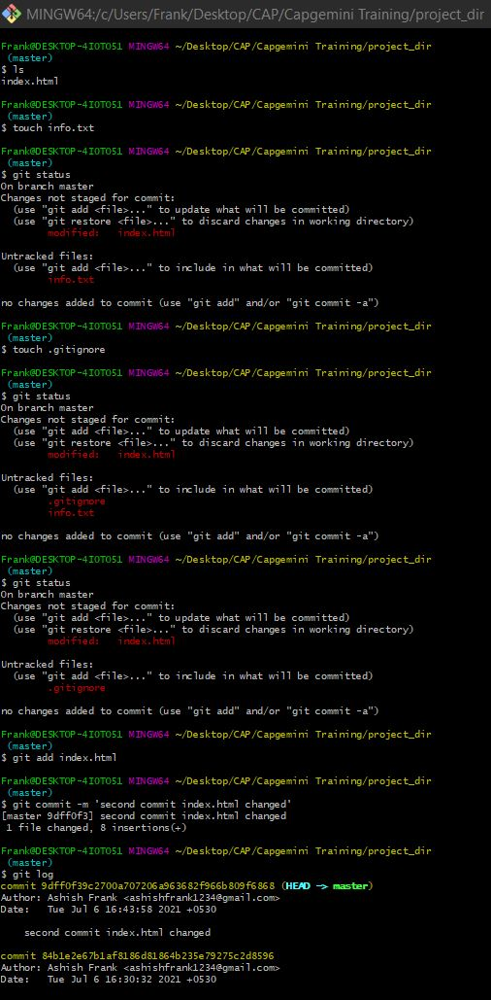 MINGW64:/c/Users/Frank/Desktop/CAP/Capgemini Training/project_dir
Frank@DESKTOP-4IOTO51 MINGW64 ~/Desktop/CAP/Capgemini Training/project_dir
(master)
$ ls
index.html
Frank@DESKTOP-4IOTO51 MINGW64 ~/Desktop/CAP/Capgemini Training/project_dir
(master)
$ touch info.txt
Frank@DESKTOP-4IOTO51 MINGW64 ~/Desktop/CAP/Capgemini Training/project_dir
(master)
$ git status
On branch master
Changes not staged for commit:
(use "git add <file>..." to update what will be committed)
(use "git restore <file>..." to discard changes in working directory)
modified:   index.html
Untracked files:
(use "git add <file>..." to include in what will be committed)
info.txt
no changes added to commit (use "git add" and/or "git commit -a")
Frank@DESKTOP-4IOTO51 MINGW64 ~/Desktop/CAP/Capgemini Training/project_dir
(master)
$ touch .gitignore
Frank@DESKTOP-4IOTO51 MINGW64 ~/Desktop/CAP/Capgemini Training/project_dir
(master)
$ git status
On branch master
Changes not staged for commit:
(use "git add <file>..." to update what will be committed)
(use "git restore <file>..." to discard changes in working directory)
modified:   index.html
Untracked files:
(use "git add <file>..." to include in what will be committed)
.gitignore
info.txt
no changes added to commit (use "git add" and/or "git commit -a")
Frank@DESKTOP-4IOTO51 MINGW64 ~/Desktop/CAP/Capgemini Training/project_dir
(master)
$ git status
On branch master
Changes not staged for commit:
(use "git add <file>..." to update what will be committed)
(use "git restore <file>..." to discard changes in working directory)
modified:   index.html
Untracked files:
(use "git add <file>..." to include in what will be committed)
.gitignore
no changes added to commit (use "git add" and/or "git commit -a")
Frank@DESKTOP-4IOTO51 MINGW64 ~/Desktop/CAP/Capgemini Training/project_dir
(master)
$ git add index.html
Frank@DESKTOP-4IOTO51 MINGW64 ~/Desktop/CAP/Capgemini Training/project_dir
(master)
$ git commit -m 'second commit index.html changed'
[master 9dff0f3] second commit index.html changed
1 file changed, 8 insertions(+)
Frank@DESKTOP-4IOTO51 MINGW64 ~/Desktop/CAP/Capgemini Training/project_dir
(master)
$ git log
commit 9dff0f39c2700a707206a963682f966b809f6868 (HEAD -> master)
Author: Ashish Frank <ashishfrank1234@gmail.com>
Date:   Tue Jul 6 16:43:58 2021 +0530
second commit index.html changed
commit 84b1e2e67b1af8186d81864b235e79275c2d8596
Author: Ashish Frank <ashishfrank1234@gmail.com>
Date:   Tue Jul 6 16:30:32 2021 +0530